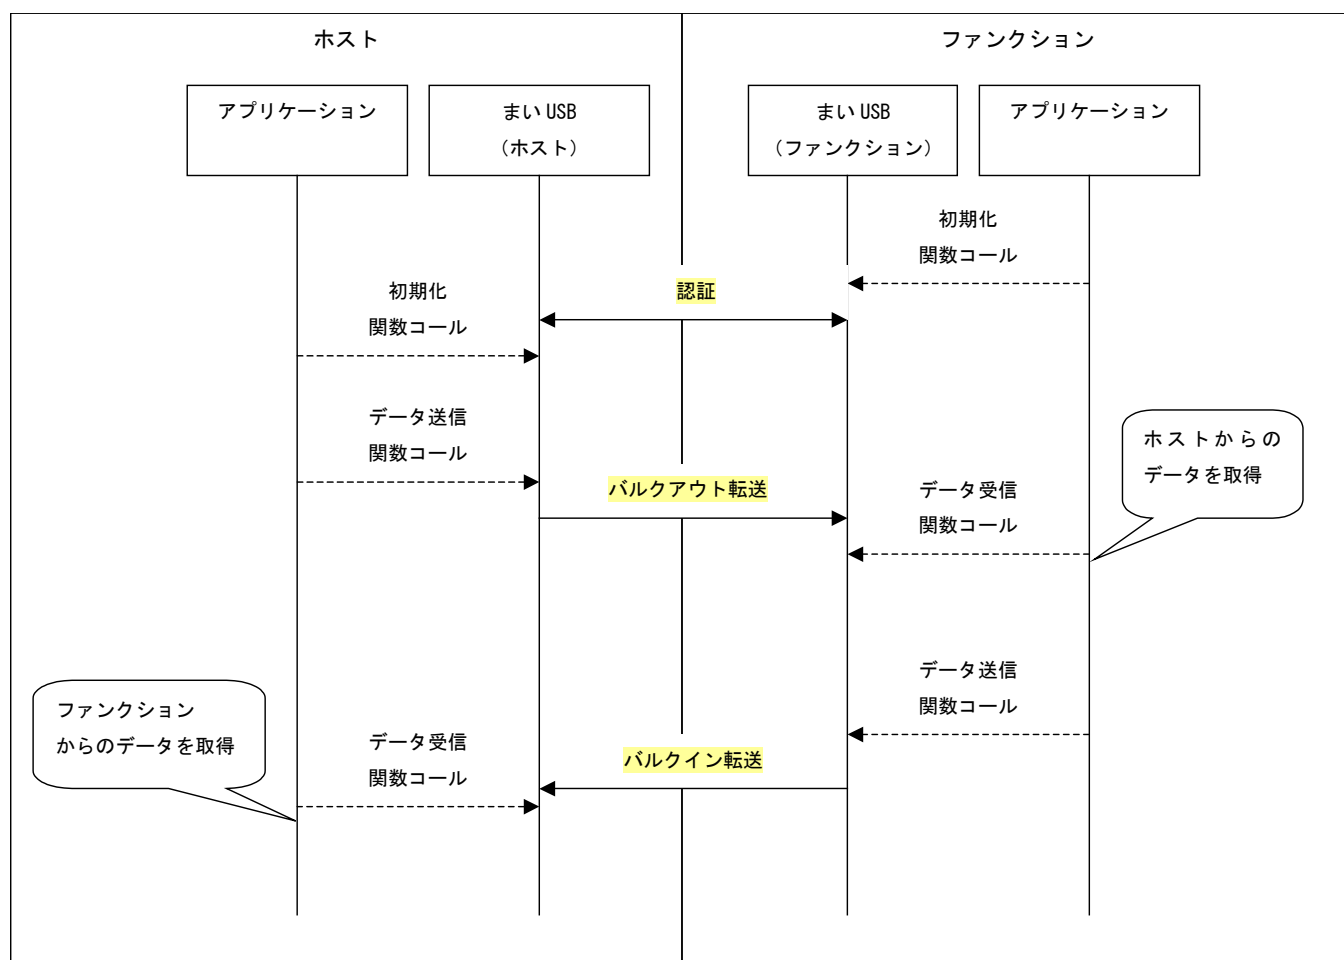 ホスト
ファンクション
アプリケーション
まいUSB
（ホスト）
まいUSB
（ファンクション）
アプリケーション
初期化
関数コール
認証
初期化
関数コール
データ送信
関数コール
バルクアウト転送
データ受信
関数コール
ホストからの
データを取得
データ送信
関数コール
ファンクション
からのデータを取得
データ受信
関数コール
バルクイン転送